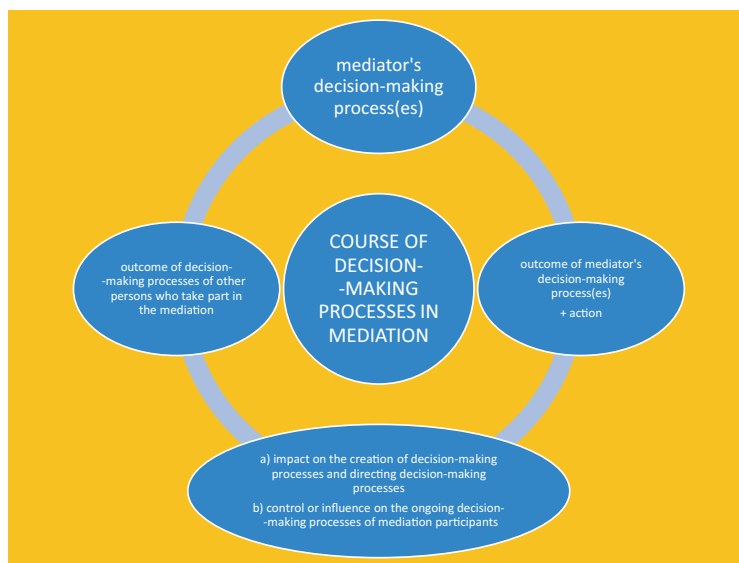 mediator's
decision-making
process(es)
COURSE OF
DECISION-
-MAKING
PROCESSES IN
MEDIATION
outcome of decision-
-making processes of other
persons who take part in
the mediation
outcome of mediator's
decision-making
process(es)
+ action
a) impact on the creation of decision-making
processes and directing decision-making
processes
b) control or influence on the ongoing decision-
-making processes of mediation participants